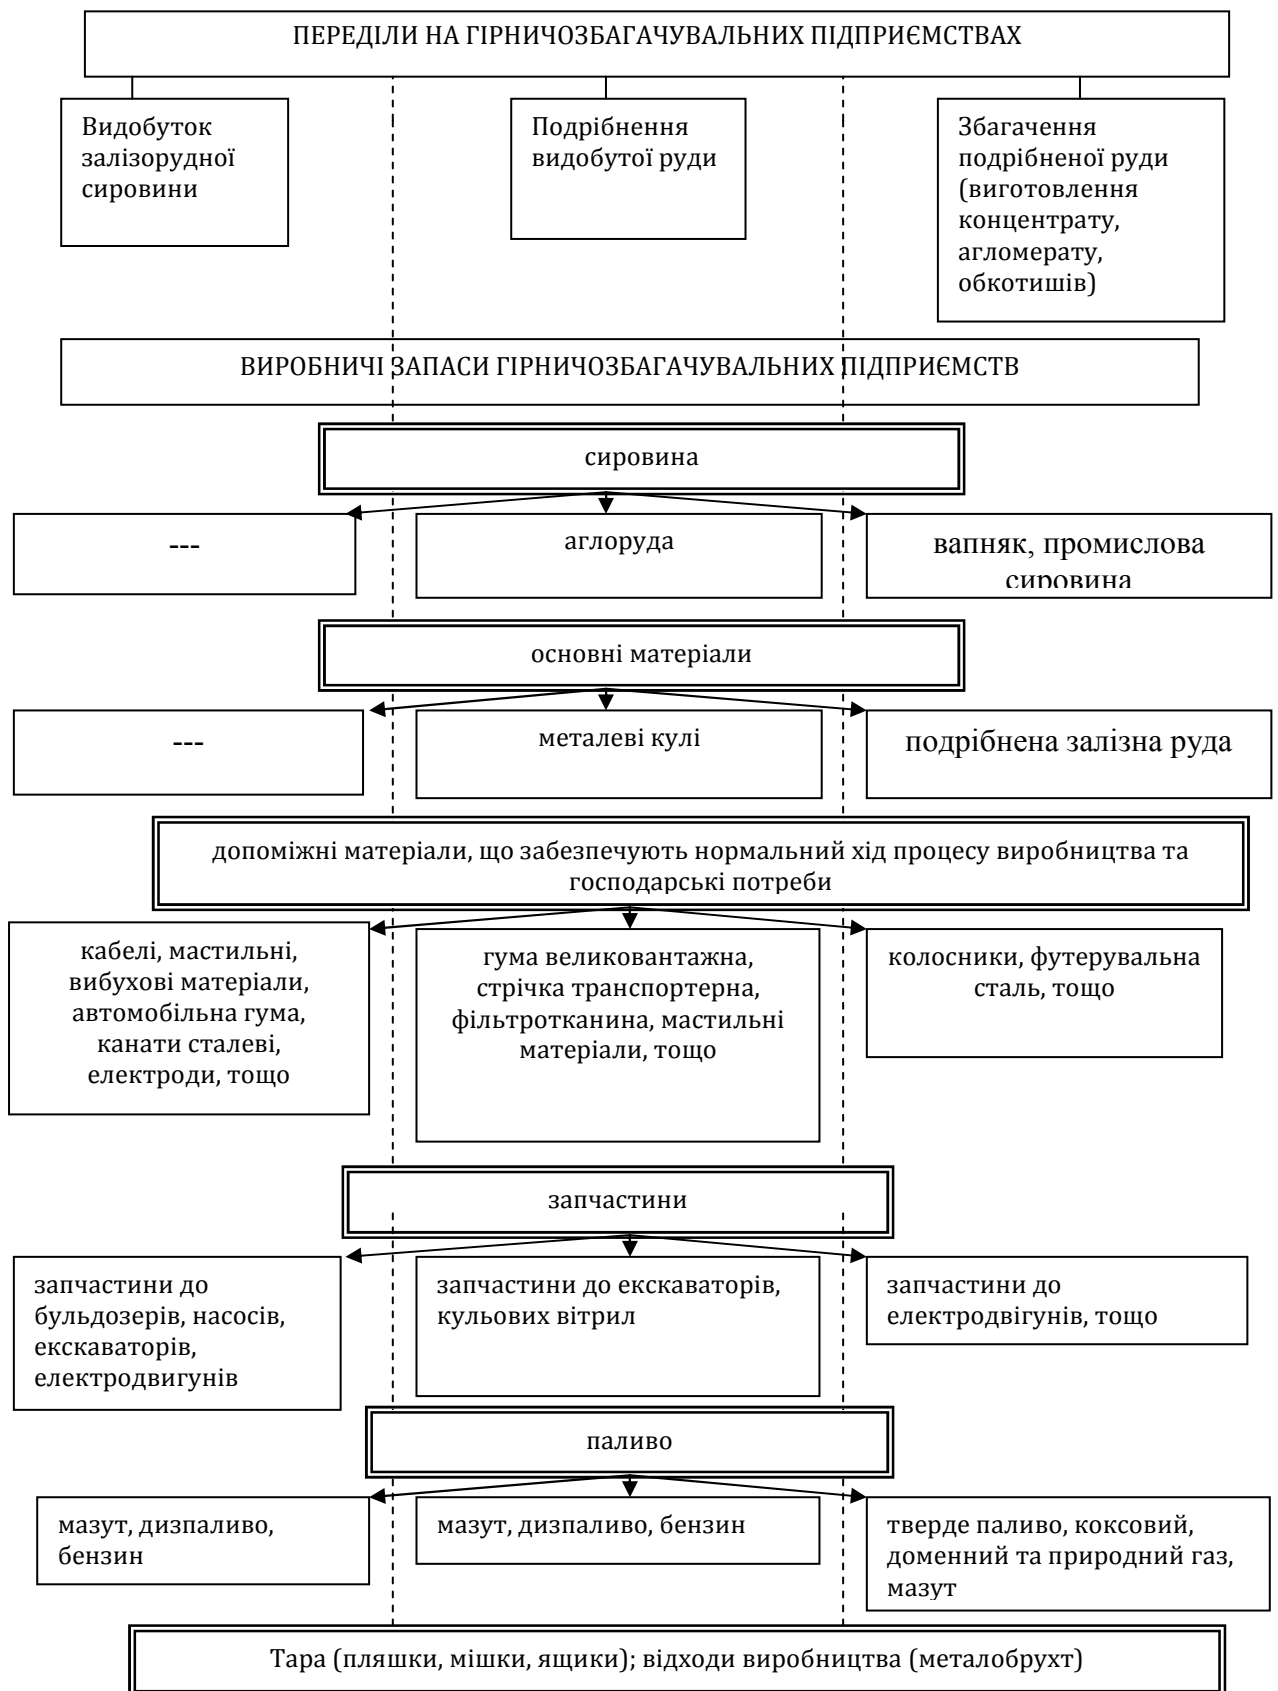 ПЕРЕДІЛИ НА ГІРНИЧОЗБАГАЧУВАЛЬНИХ ПІДПРИЄМСТВАХ
Видобуток
залізорудної
сировини
Подрібнення
видобутої руди
Збагачення
подрібненої руди
(виготовлення
концентрату,
агломерату,
обкотишів)
ВИРОБНИЧІ ЗАПАСИ ГІРНИЧОЗБАГАЧУВАЛЬНИХ ПІДПРИЄМСТВ
сировина
---
аглоруда
вапняк, промислова
сировина
основні матеріали
---
металеві кулі
подрібнена залізна руда
допоміжні матеріали, що забезпечують нормальний хід процесу виробництва та
господарські потреби
кабелі, мастильні,
вибухові матеріали,
автомобільна гума,
канати сталеві,
електроди, тощо
гума великовантажна,
стрічка транспортерна,
фільтротканина, мастильні
матеріали, тощо
колосники, футерувальна
сталь, тощо
запчастини
запчастини до
бульдозерів, насосів,
екскаваторів,
електродвигунів
запчастини до екскаваторів,
кульових вітрил
запчастини до
електродвігунів, тощо
паливо
мазут, дизпаливо,
бензин
мазут, дизпаливо, бензин
тверде паливо, коксовий,
доменний та природний газ,
мазут
Тара (пляшки, мішки, ящики); відходи виробництва (металобрухт)